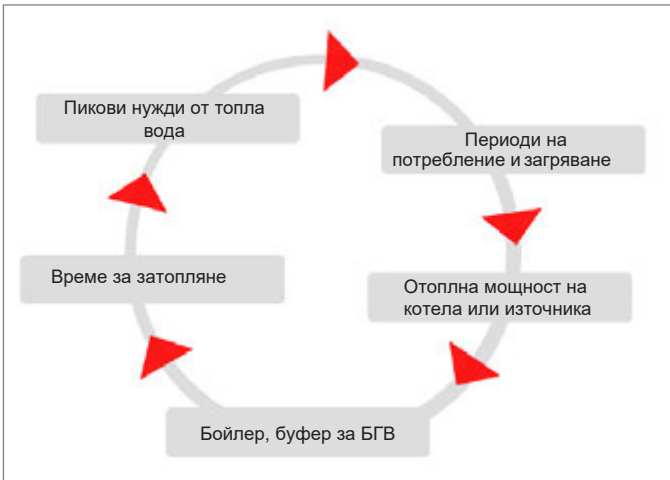 Пикови нужди от топла
вода
Периоди на
потребление и загряване
Време за затопляне
Отоплна мощност на
котела или източника
Бойлер, буфер за БГВ